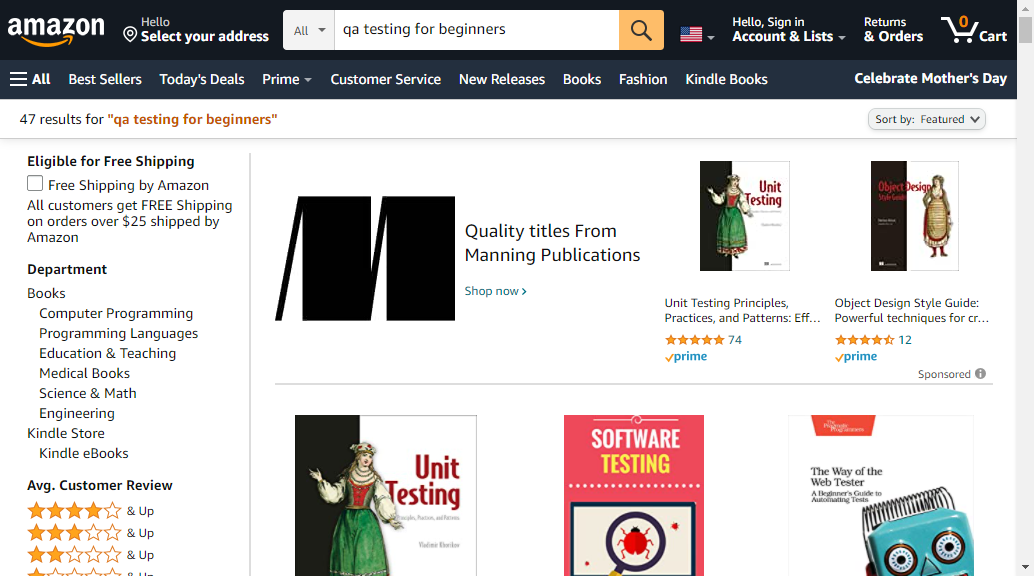 amazon
Hello
Select your address
All
qa testing for beginners
Hello, Sign in
Account & Lists
Returns
& Orders
0
Cart
All
Best Sellers
Today's Deals
Prime
Customer Service
New Releases
Books
Fashion
Kindle Books
Celebrate Mother's Day
47 results for "qa testing for beginners"
Sort by: Featured
Eligible for Free Shipping
Free Shipping by Amazon
All customers get FREE Shipping
on orders over $25 shipped by
Amazon
Department
Books
Computer Programming
Programming Languages
Education & Teaching
Medical Books
Science & Math
Engineering
Kindle Store
Kindle eBooks
Avg. Customer Review
& Up
& Up
& Up
& Up
Quality titles From
Manning Publications
Shop now
Unit
Testing
Object Design
Style Guide
Unit Testing Principles,
Practices, and Patterns: Eff...
74
prime
Object Design Style Guide:
Powerful techniques for cr...
12
prime
Sponsored
Unit
Testing
Principles, Practices, and Patterns
Vladimir Khorikov
SOFTWARE
TESTING
The
Pragmatic
Programmers
The Way of the
Web Tester
A Beginner's Guide to
Automating Tests